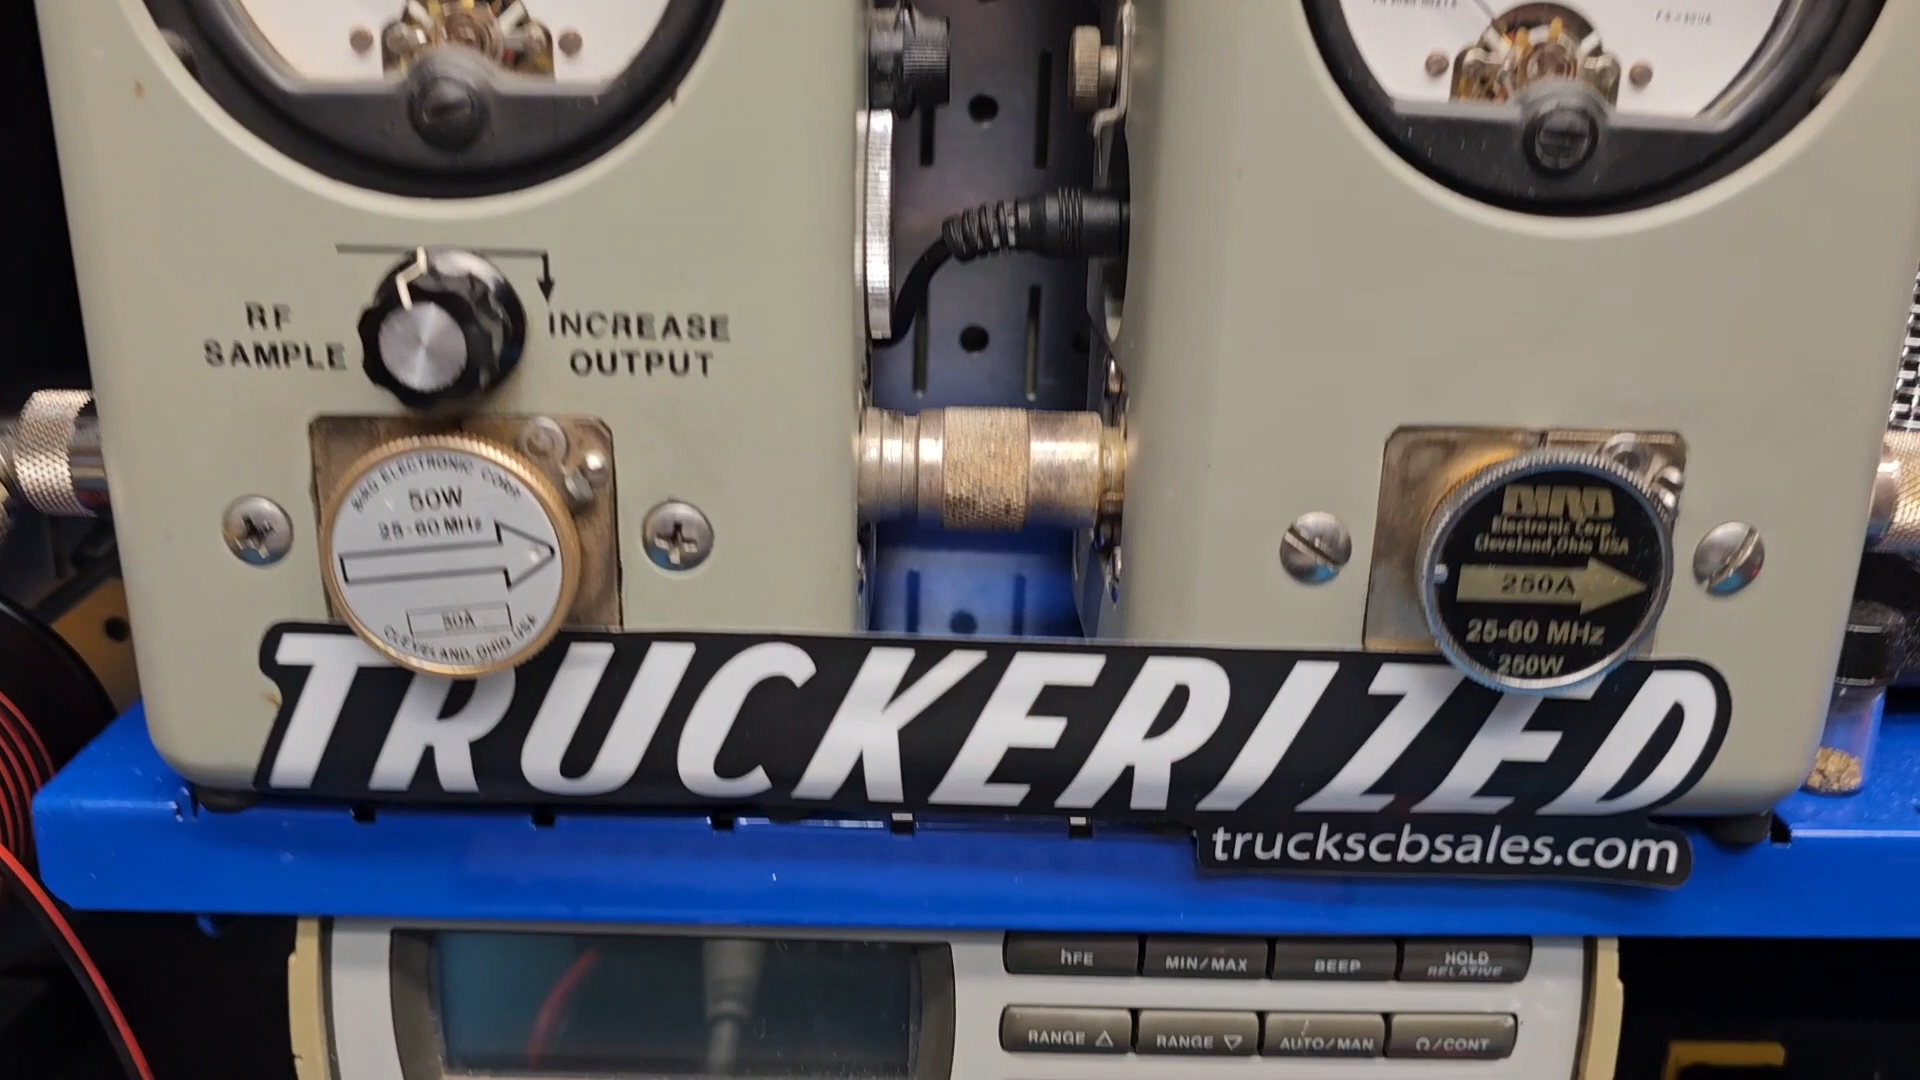 RF
SAMPLE
INCREASE
OUTPUT
BIRD ELECTRONIC CORP.
50W
25-60 MHz
50A
CLEVELAND, OHIO USA
BIRD
Electronic Corp.
Cleveland, Ohio USA
250A
25-60 MHz
250W
TRUCKERIZED
truckscbsales.com
hFE
MIN/MAX
BEEP
HOLD
RELATIVE
RANGE △
RANGE ▽
AUTO/MAN
Ω/CONT